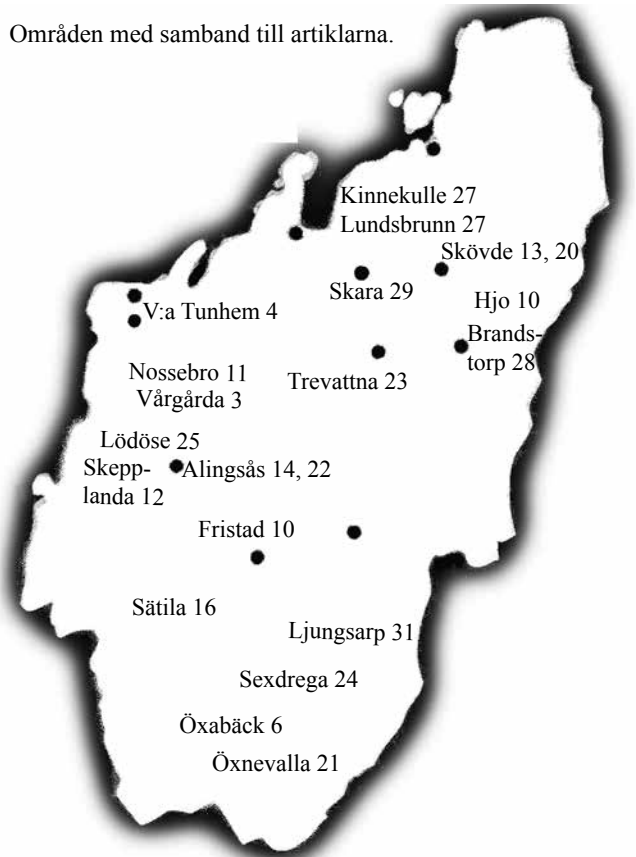 Områden med samband till artiklarna.
Kinnekulle 27
Lundsbrunn 27
Skövde 13, 20
Skara 29
Hjo 10
V:a Tunhem 4
Brands-
torp 28
Nossebro 11
Trevattna 23
Vårgårda 3
Lödöse 25
Skepp-
landa 12
Alingsås 14, 22
Fristad 10
Sätila 16
Ljungsarp 31
Sexdrega 24
Öxabäck 6
Öxnevalla 21